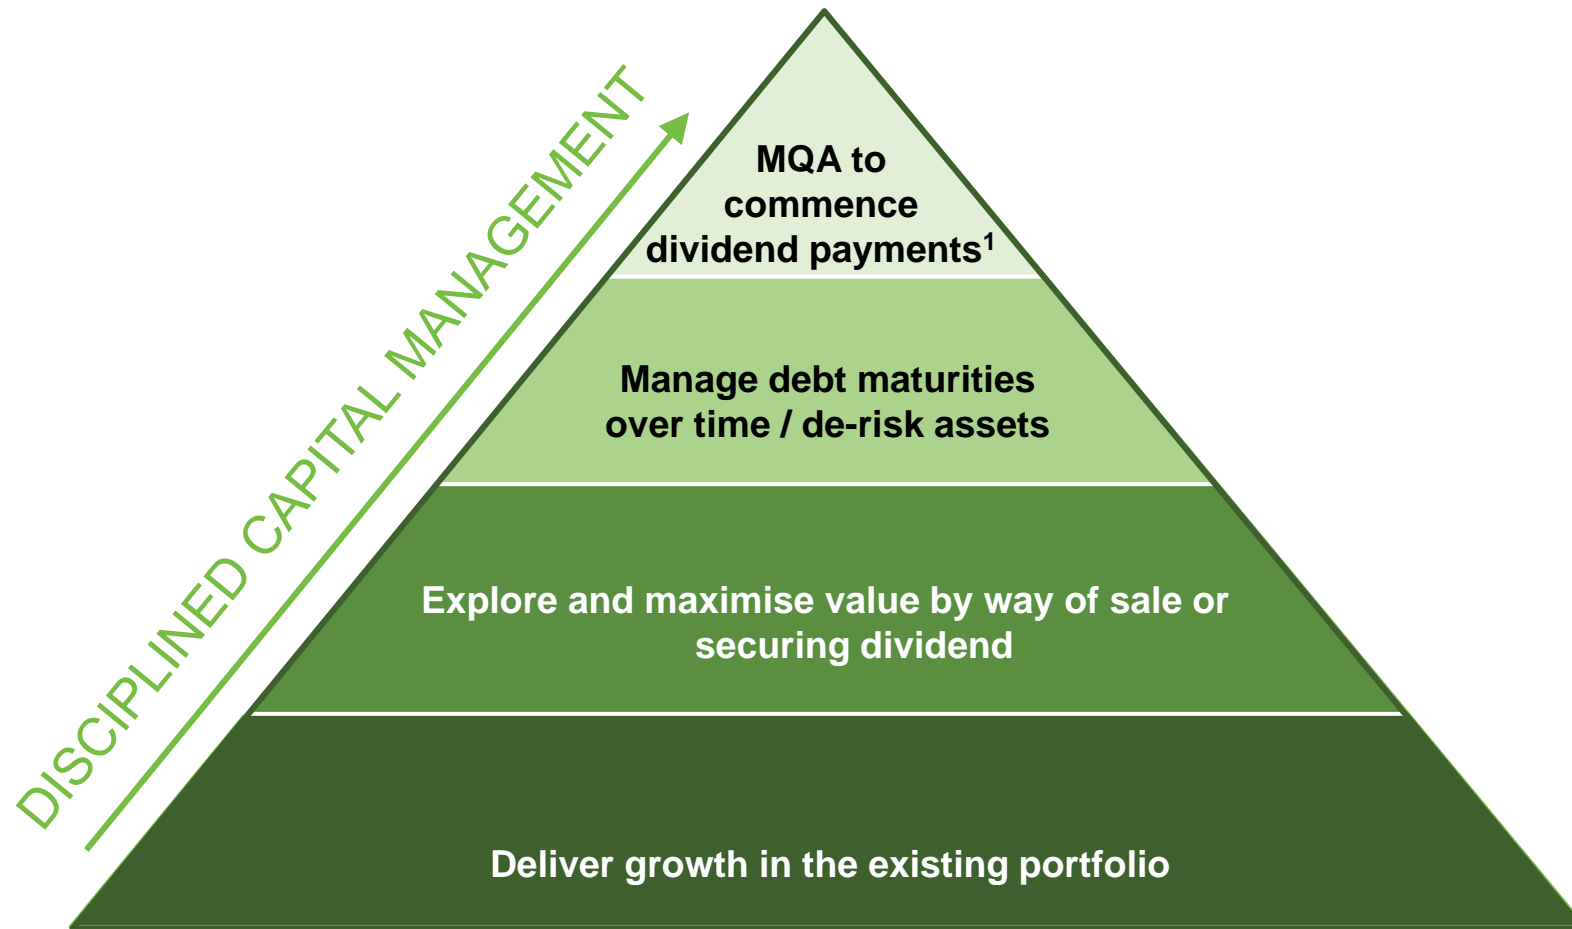 DISCIPLINED CAPITAL MANAGEMENT
MQA to
commence
dividend payments¹
Manage debt maturities
over time / de-risk assets
Explore and maximise value by way of sale or
securing dividend
Deliver growth in the existing portfolio